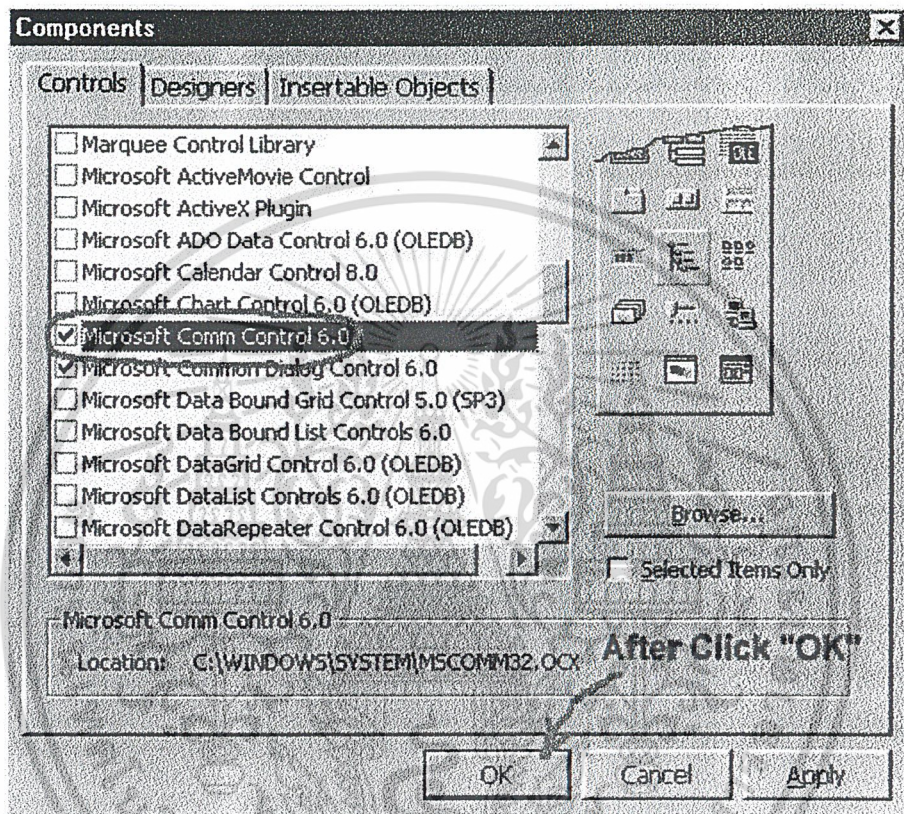 Components
Controls Designers Insertable Objects
Marquee Control Library
Microsoft ActiveMovie Control
Microsoft ActiveX Plugin
Microsoft ADO Data Control 6.0 (OLEDB)
Microsoft Calendar Control 8.0
Microsoft Chart Control 6.0 (OLEDB)
Microsoft Comm Control 6.0
Microsoft Common Dialog Control 6.0
Microsoft Data Bound Grid Control 5.0 (SP3)
Microsoft Data Bound List Controls 6.0
Microsoft DataGrid Control 6.0 (OLEDB)
Microsoft DataList Controls 6.0 (OLEDB)
Microsoft DataRepeater Control 6.0 (OLEDB)
Browse...
Selected Items Only
Microsoft Comm Control 6.0
Location: C:\WINDOWS\SYSTEM\MSCOMM32.OCX
After Click "OK"
OK Cancel Apply